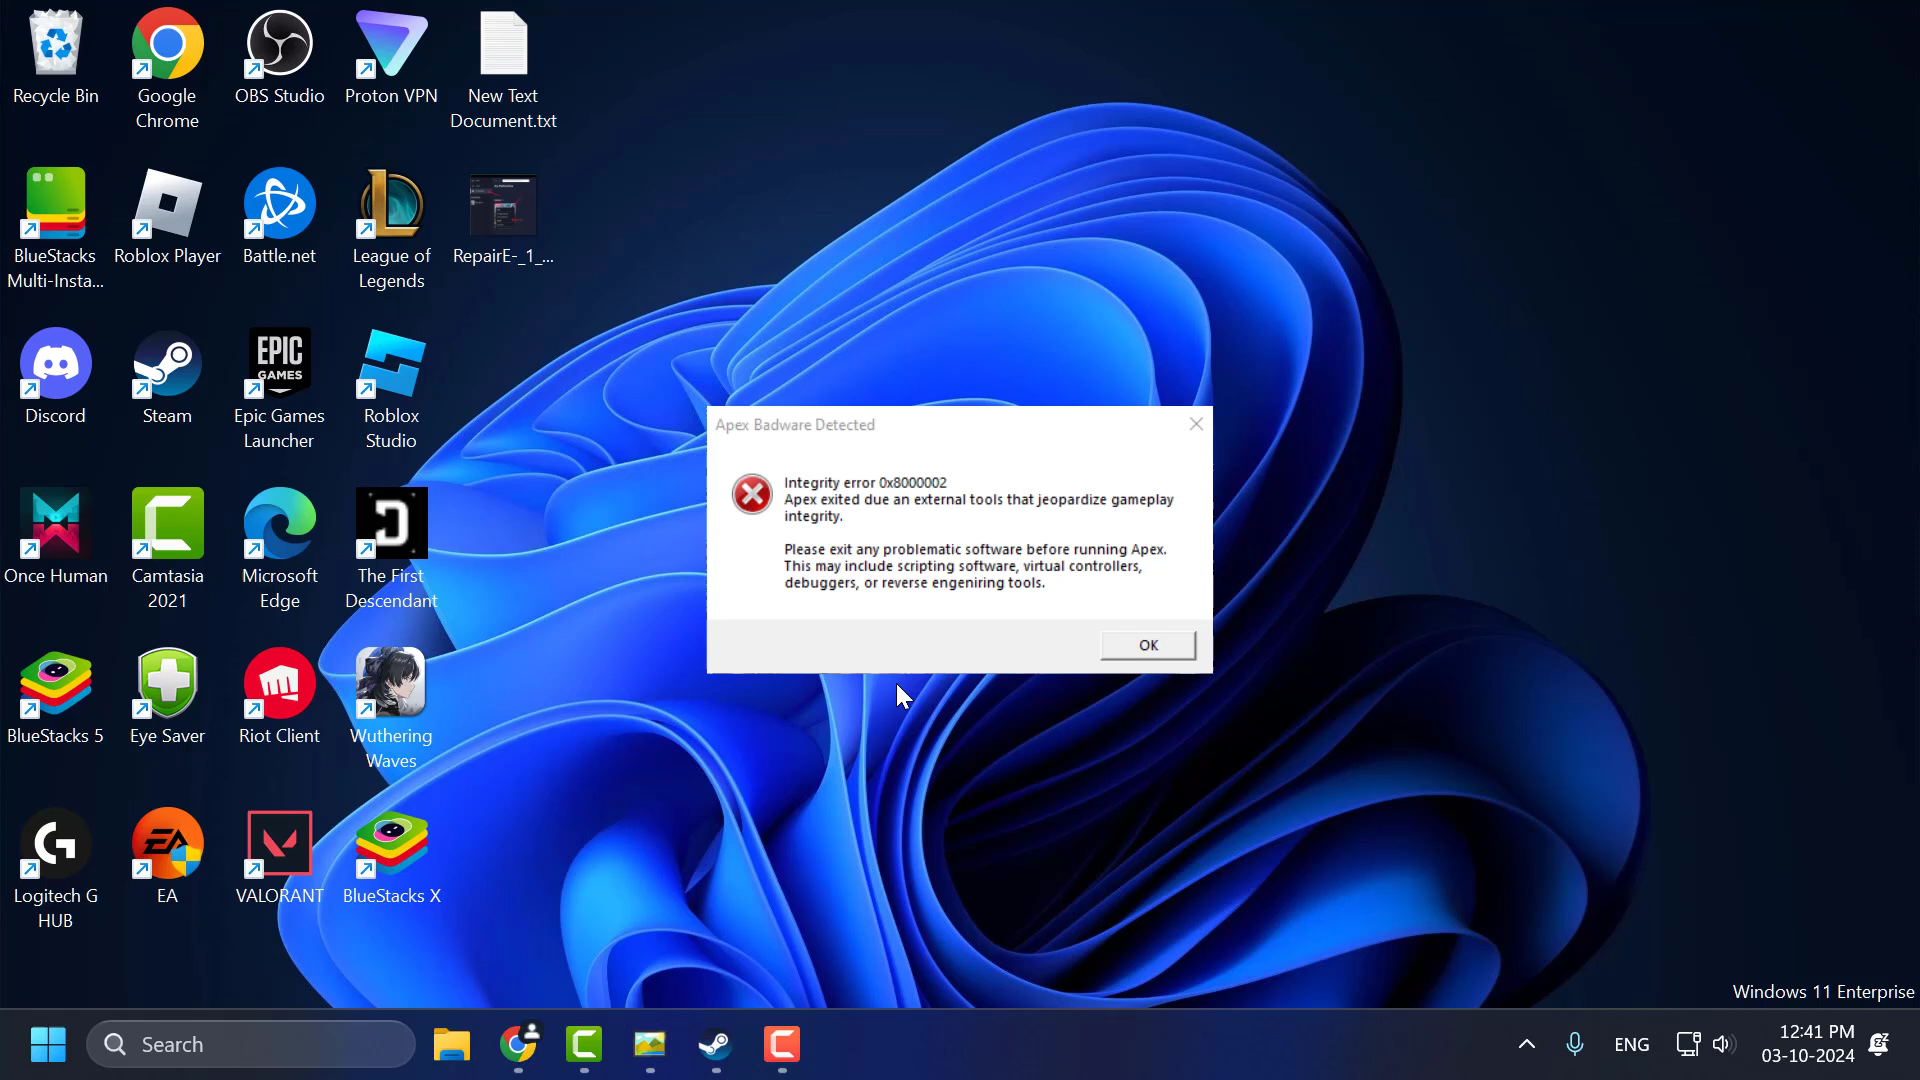 Recycle Bin
Google
Chrome
OBS Studio
Proton VPN
New Text
Document.txt
BlueStacks
Multi-Insta...
Roblox Player
Battle.net
League of
Legends
RepairE-_1_...
Discord
Steam
EPIC
GAMES
Epic Games
Launcher
Roblox
Studio
Once Human
Camtasia
2021
Microsoft
Edge
The First
Descendant
BlueStacks 5
Eye Saver
Riot Client
Wuthering
Waves
Logitech G
HUB
EA
EA
VALORANT
BlueStacks X
Apex Badware Detected
Integrity error 0x8000002
Apex exited due an external tools that jeopardize gameplay
integrity.
Please exit any problematic software before running Apex.
This may include scripting software, virtual controllers,
debuggers, or reverse engeniring tools.
OK
Windows 11 Enterprise
Search
ENG
12:41 PM
03-10-2024